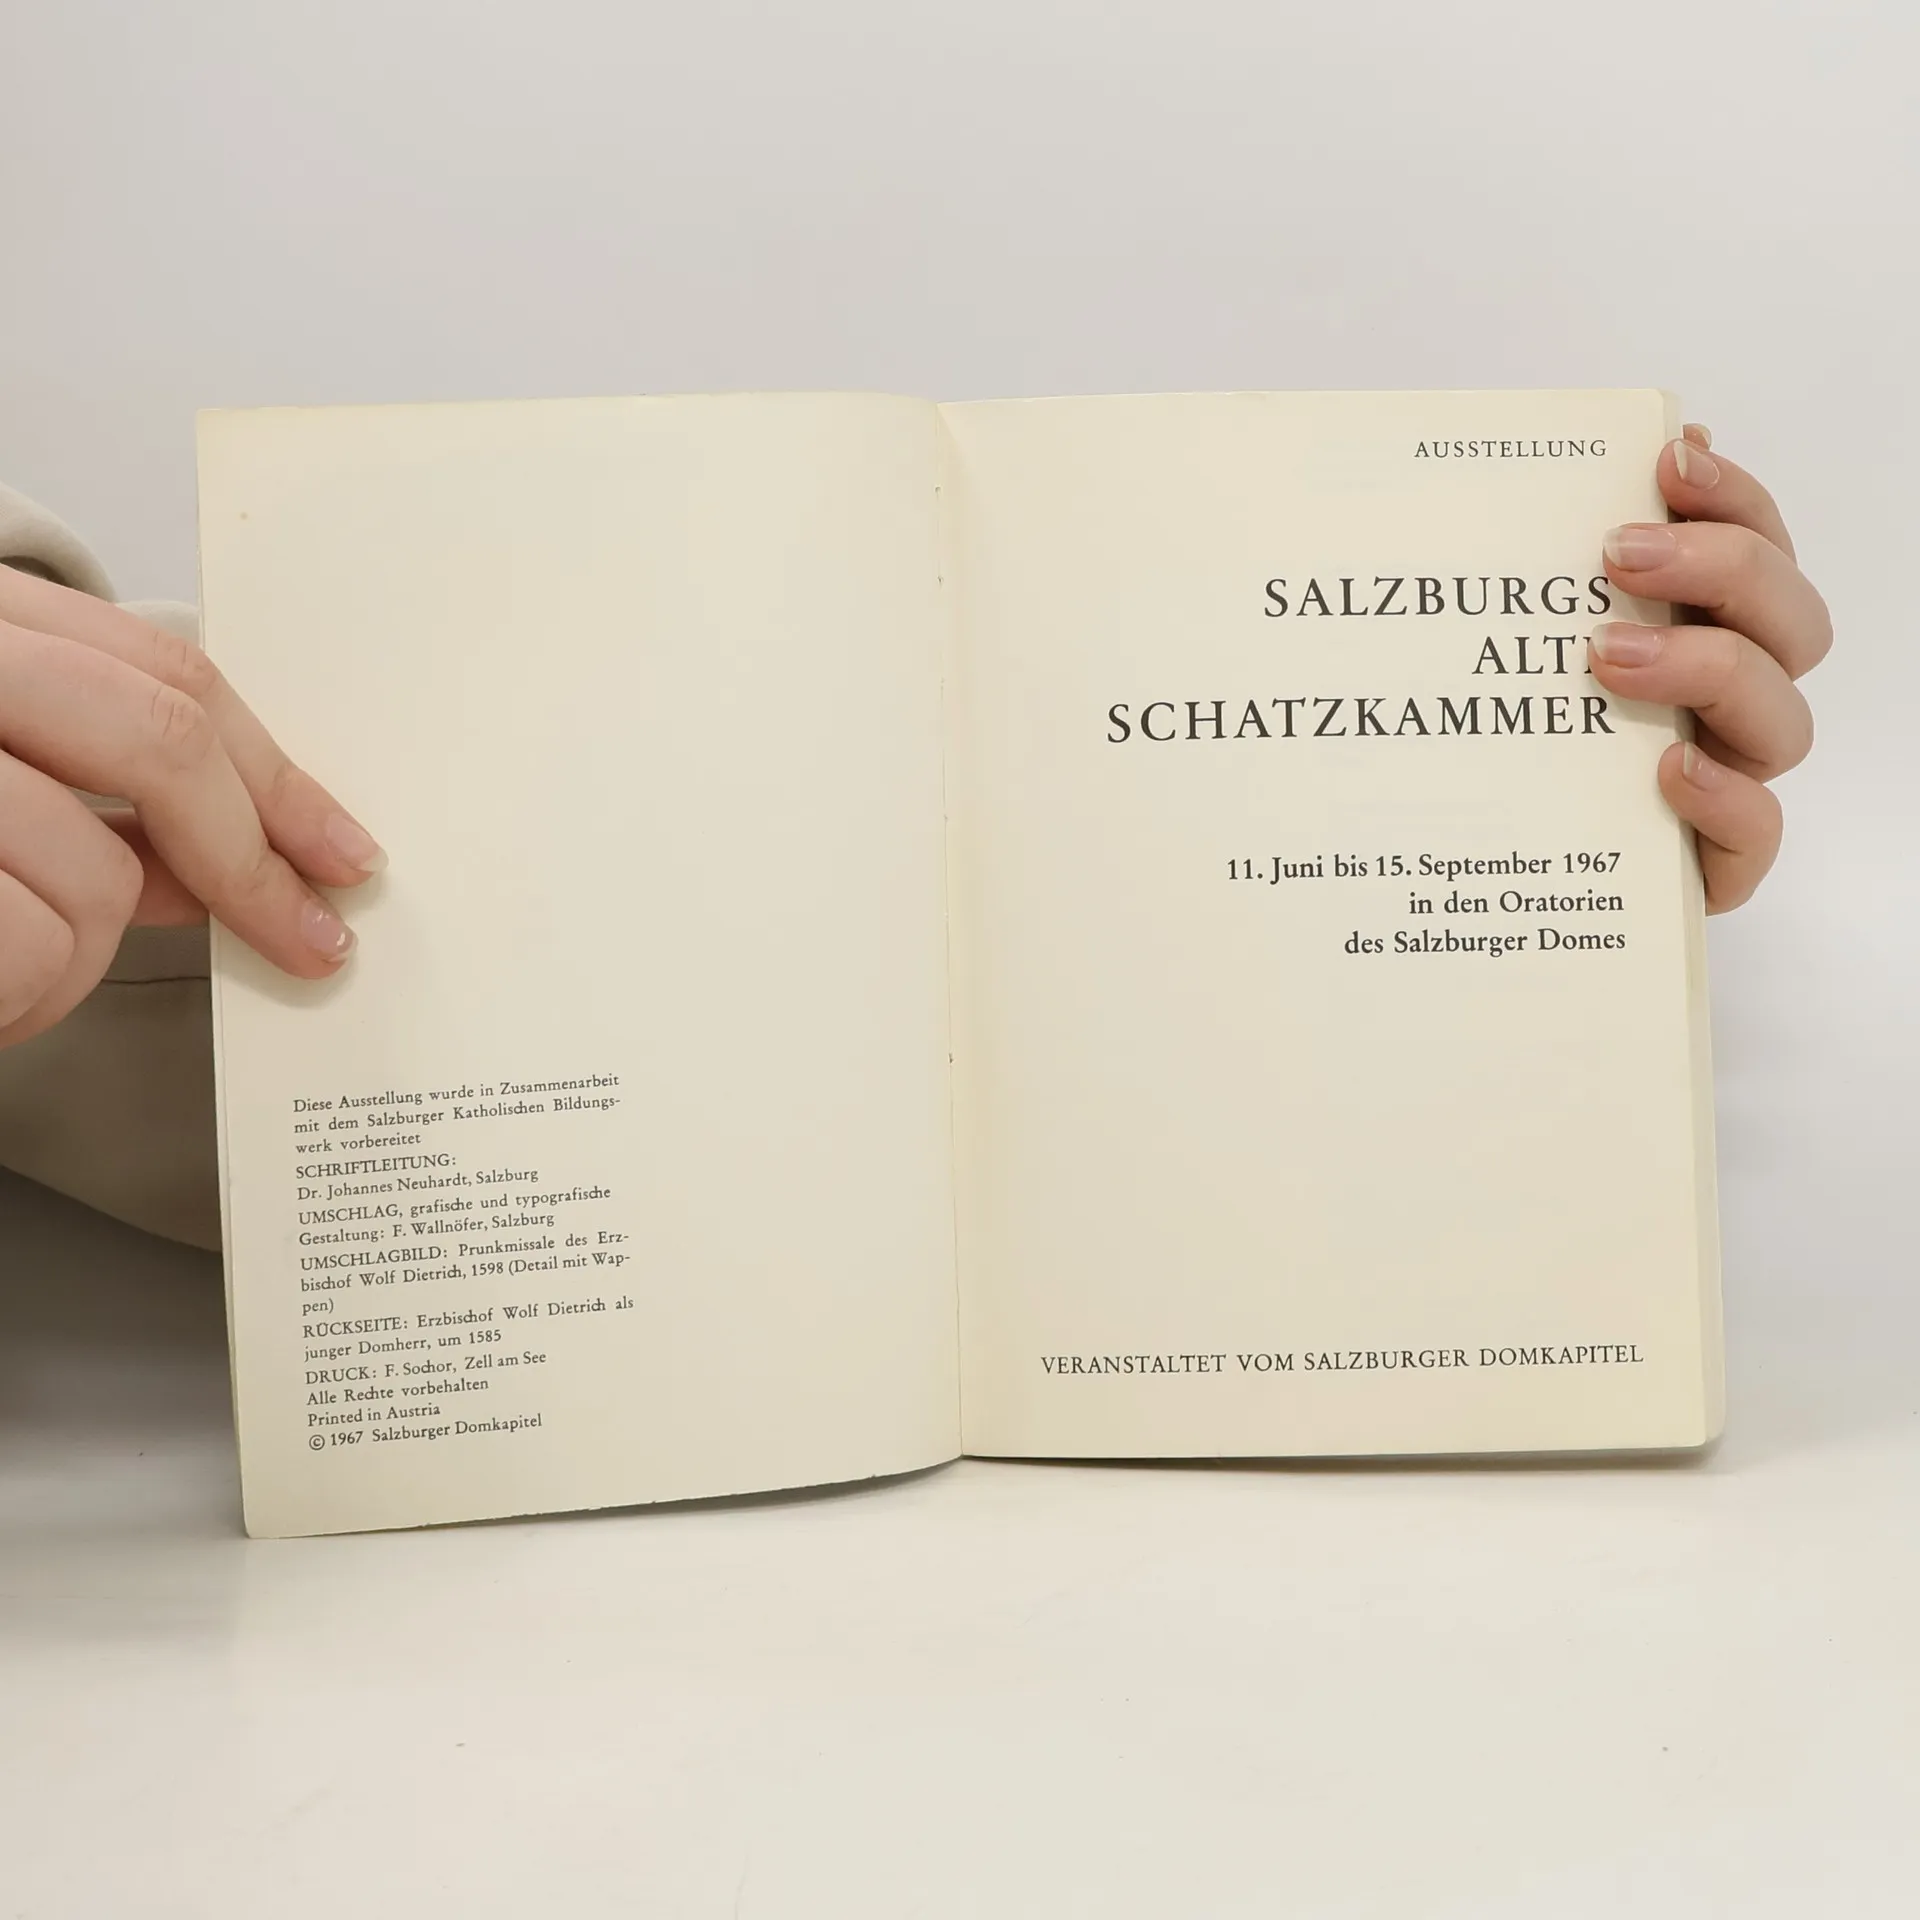 Diese Ausstellung wurde in Zusammenarbeit
mit dem Salzburger Katholischen Bildungs-
werk vorbereitet
SCHRIFTLEITUNG:
Dr. Johannes Neuhardt, Salzburg
UMSCHLAG, grafische und typografische
Gestaltung: F. Wallnöfer, Salzburg
UMSCHLAGBILD: Prunkmissale des Erz-
bischof Wolf Dietrich, 1598 (Detail mit Wap-
pen)
RÜCKSEITE: Erzbischof Wolf Dietrich als
junger Domherr, um 1585
DRUCK: F. Sochor, Zell am See
Alle Rechte vorbehalten
Printed in Austria
© 1967 Salzburger Domkapitel
AUSSTELLUNG
SALZBURGS
ALTE
SCHATZKAMMER
11. Juni bis 15. September 1967
in den Oratorien
des Salzburger Domes
VERANSTALTET VOM SALZBURGER DOMKAPITEL